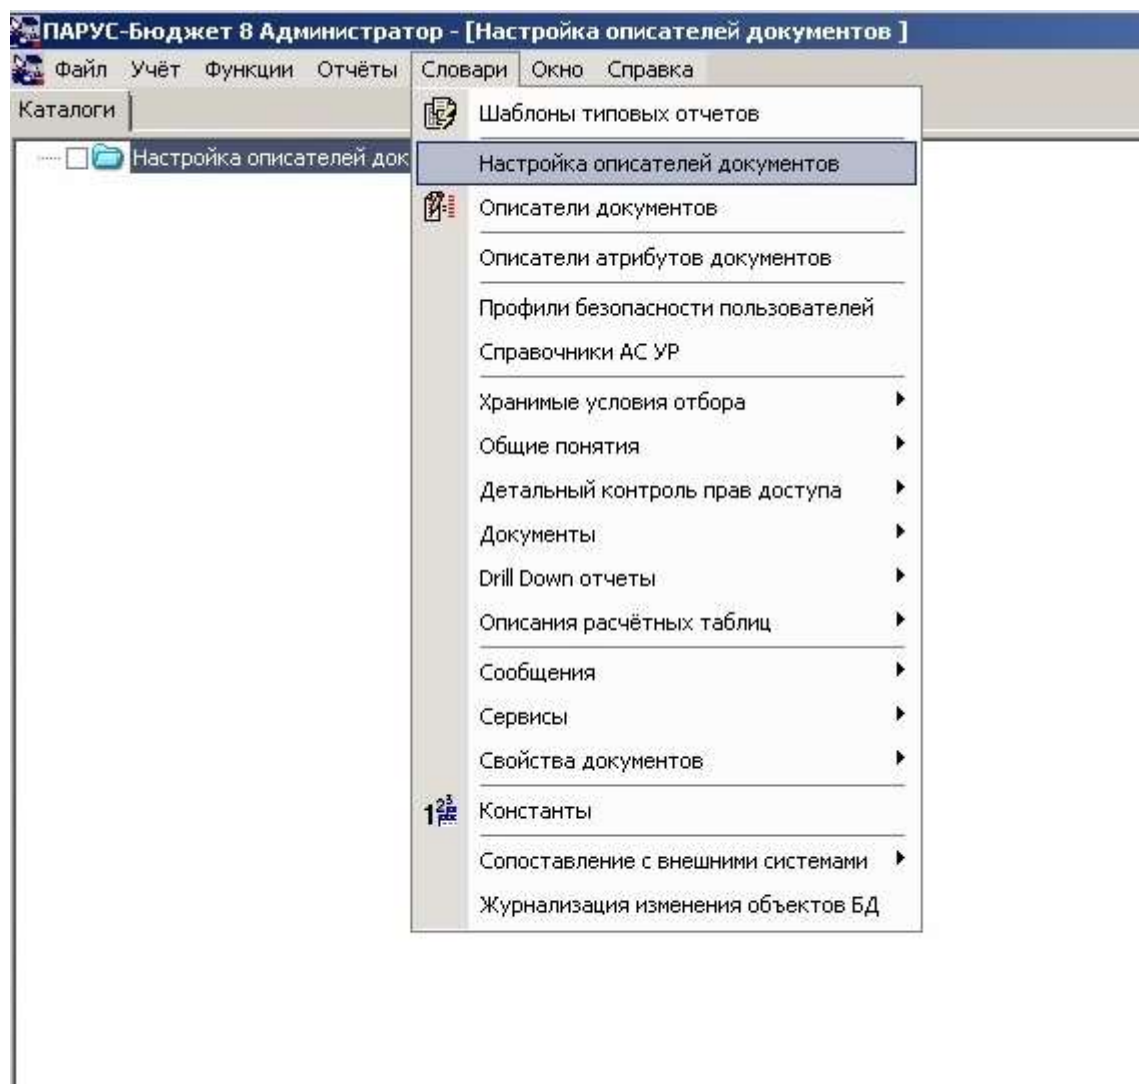 ПАРУС-Бюджет 8 Администратор - [Настройка описателей документов ]
Файл Учёт Функции Отчёты Словари Окно Справка
Каталоги
Настройка описателей док
Шаблоны типовых отчетов
Настройка описателей документов
Описатели документов
Описатели атрибутов документов
Профили безопасности пользователей
Справочники АС УР
Хранимые условия отбора
Общие понятия
Детальный контроль прав доступа
Документы
Drill Down отчеты
Описания расчётных таблиц
Сообщения
Сервисы
Свойства документов
Константы
Сопоставление с внешними системами
Журнализация изменения объектов БД